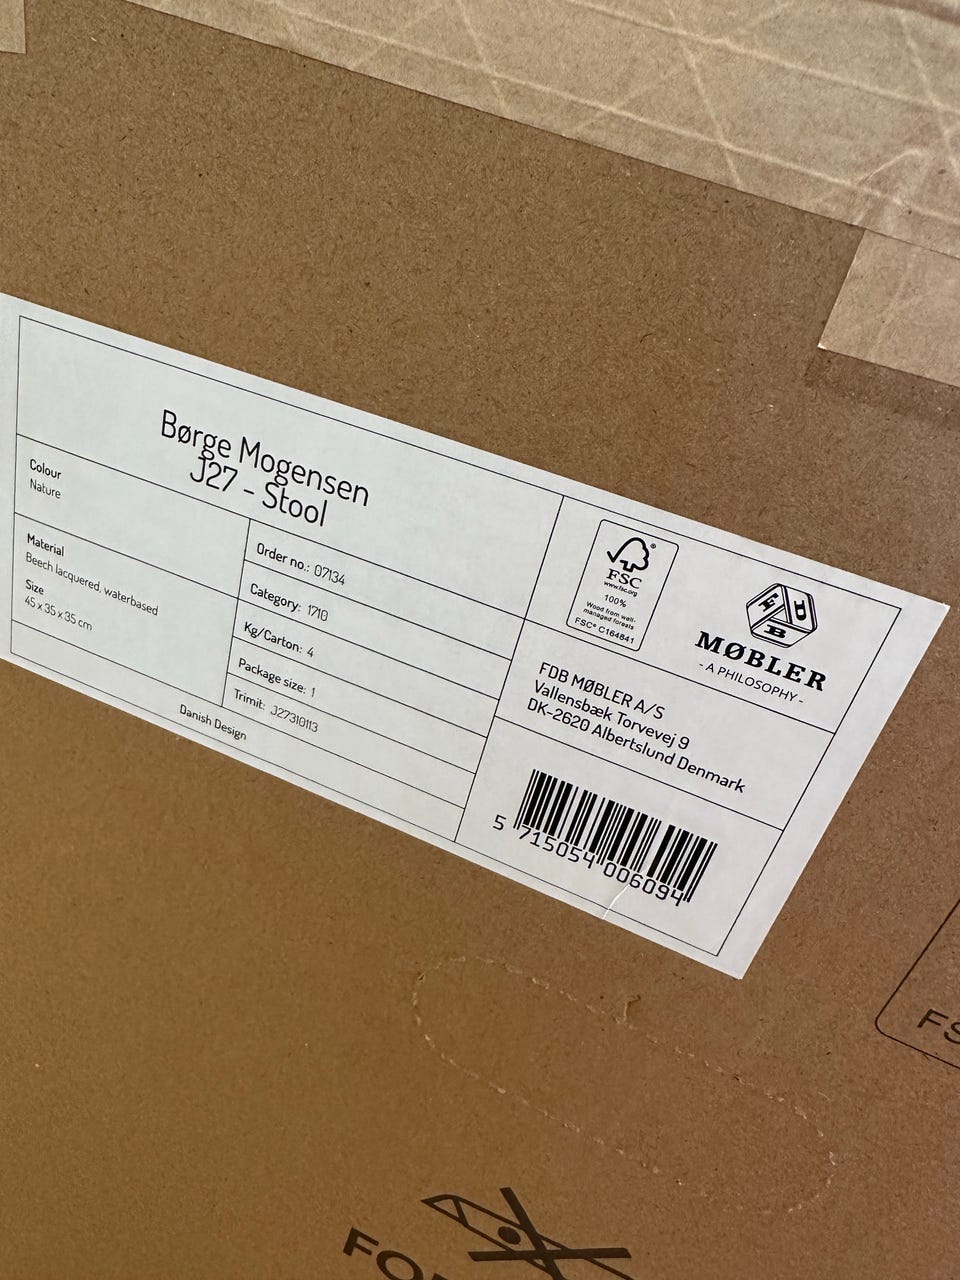 Børge Mogensen
J27 - Stool
Colour
Nature
Material
Beech lacquered, waterbased
Size
45 x 35 x 35 cm
Order no.: 07134
Category: 1710
Kg/Carton: 4
Package size: 1
Trimit: J27310113
Danish Design
FSC
www.fsc.org
100%
Wood from well-
managed forests
FSC® C164841
FDB
MØBLER
- A PHILOSOPHY -
FDB MØBLER A/S
Vallensbæk Torvevej 9
DK-2620 Albertslund Denmark
5 715054 006094